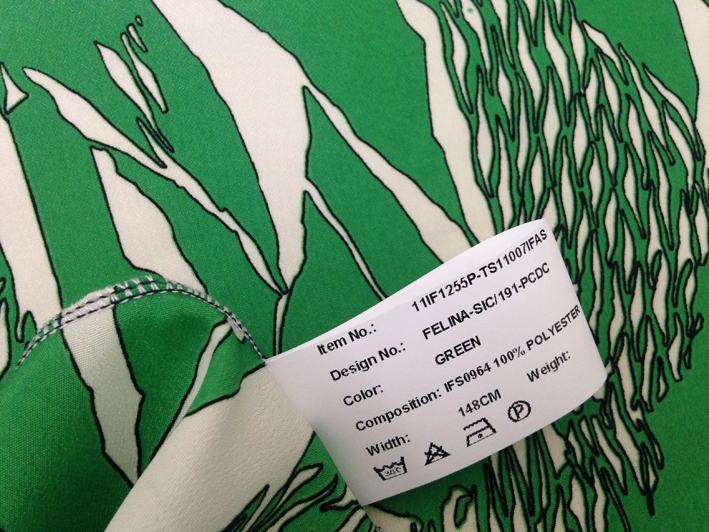 Item No.: 11IF1255P-TS11007IFAS
Design No.: FELINA-SIC/191-PCDC
Color: GREEN
Composition: IFS0964 100% POLYESTER
Width: 148CM Weight:
30°C
P